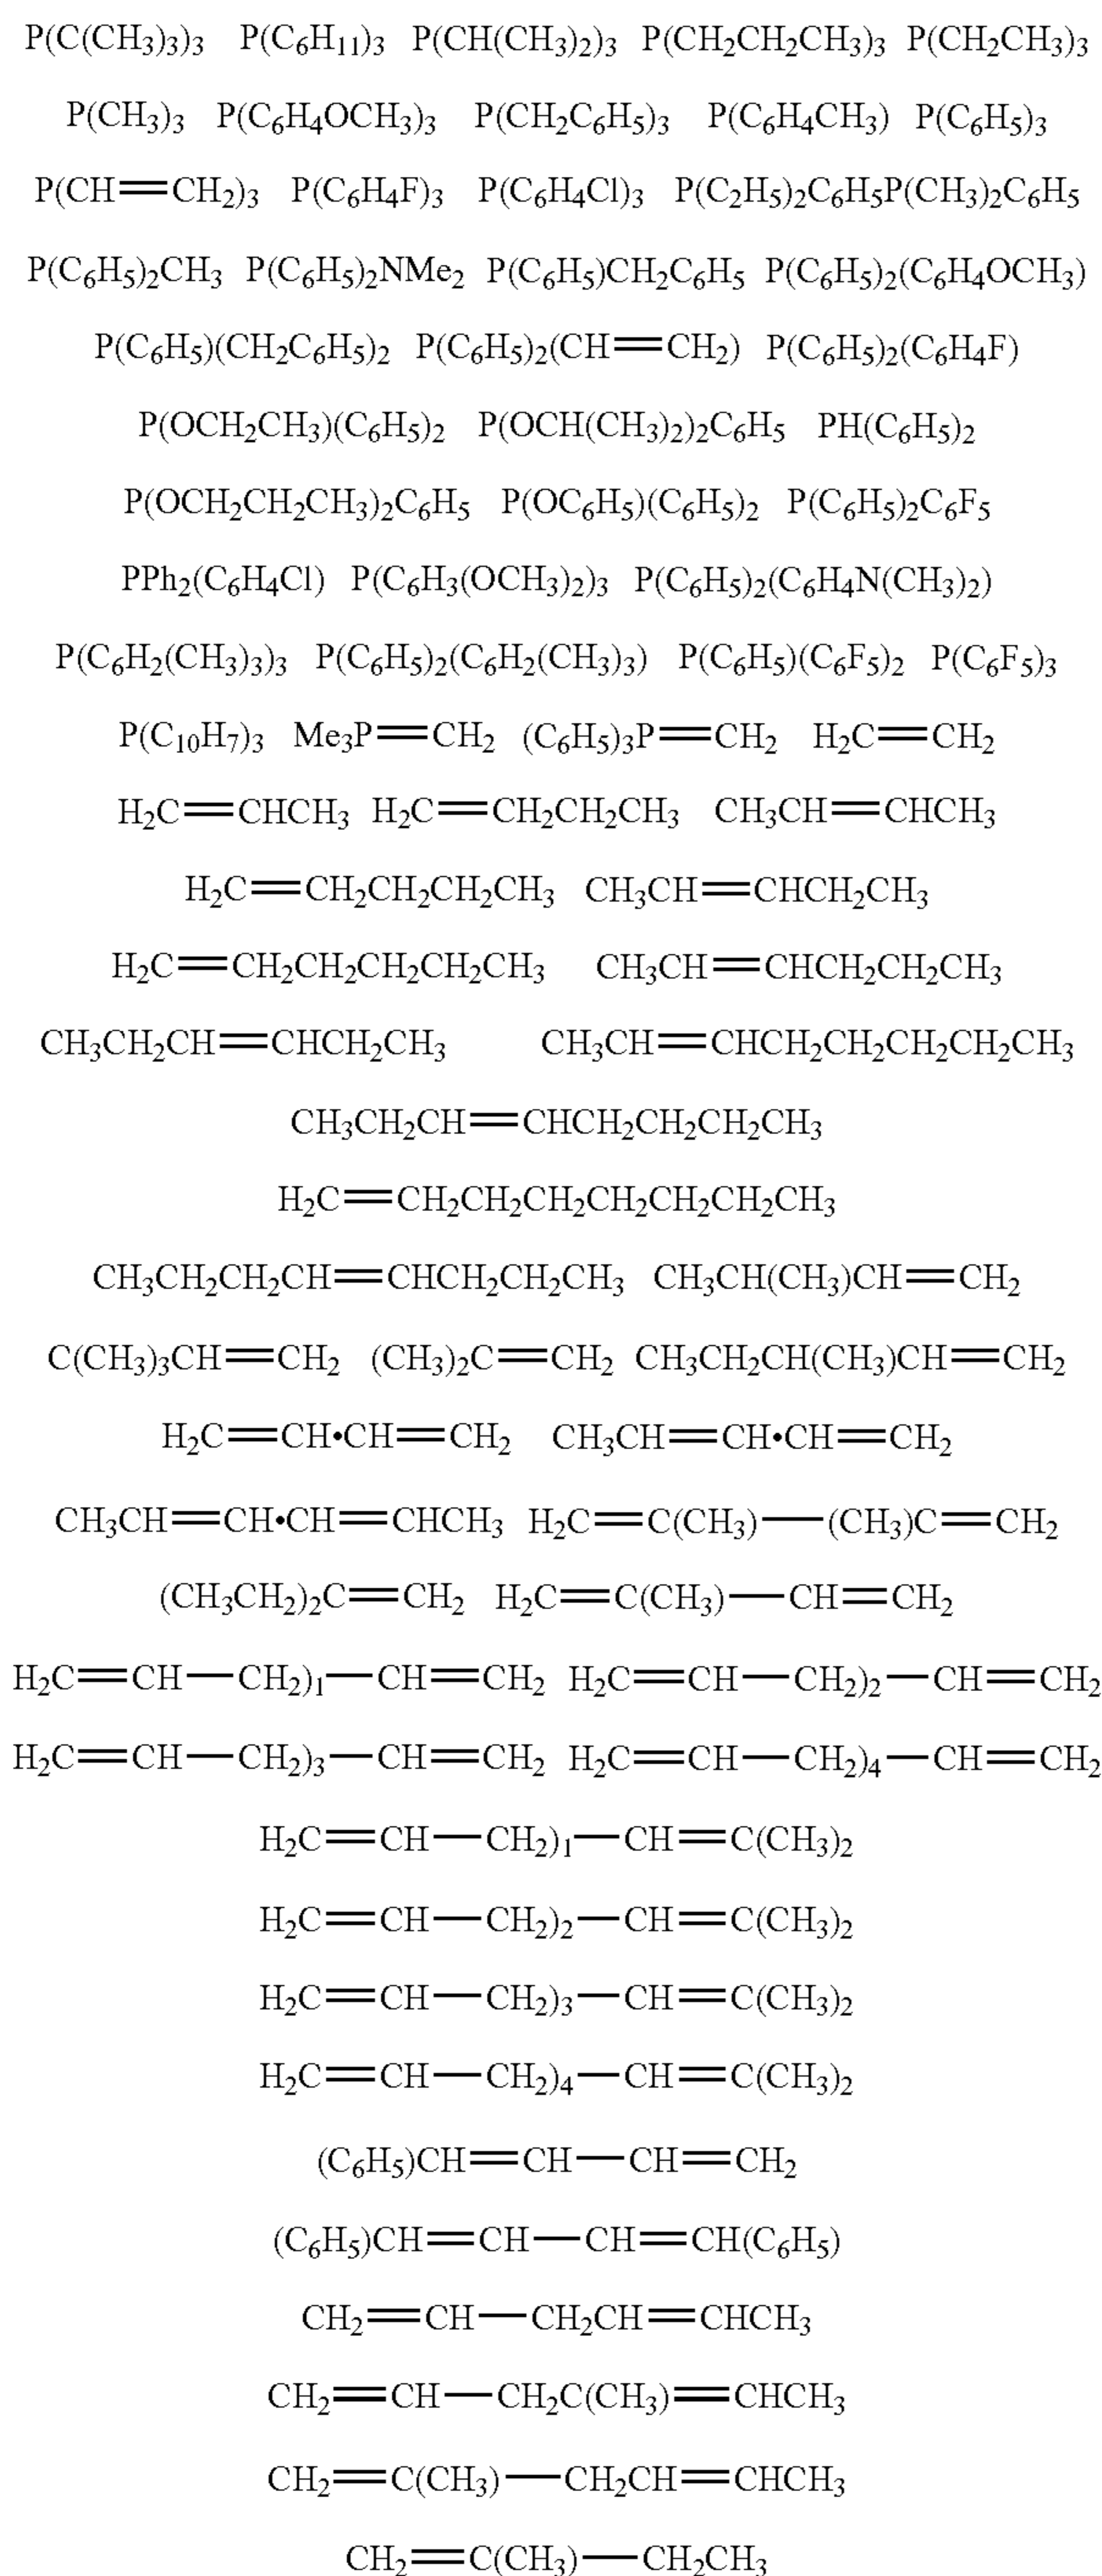 P(C(CH₃)₃)₃ P(C₆H₁₁)₃ P(CH(CH₃)₂)₃ P(CH₂CH₂CH₃)₃ P(CH₂CH₃)₃
P(CH₃)₃ P(C₆H₄OCH₃)₃ P(CH₂C₆H₅)₃ P(C₆H₄CH₃) P(C₆H₅)₃
P(CH═CH₂)₃ P(C₆H₄F)₃ P(C₆H₄Cl)₃ P(C₂H₅)₂C₆H₅P(CH₃)₂C₆H₅
P(C₆H₅)₂CH₃ P(C₆H₅)₂NMe₂ P(C₆H₅)CH₂C₆H₅ P(C₆H₅)₂(C₆H₄OCH₃)
P(C₆H₅)(CH₂C₆H₅)₂ P(C₆H₅)₂(CH═CH₂) P(C₆H₅)₂(C₆H₄F)
P(OCH₂CH₃)(C₆H₅)₂ P(OCH(CH₃)₂)₂C₆H₅ PH(C₆H₅)₂
P(OCH₂CH₂CH₃)₂C₆H₅ P(OC₆H₅)(C₆H₅)₂ P(C₆H₅)₂C₆F₅
PPh₂(C₆H₄Cl) P(C₆H₃(OCH₃)₂)₃ P(C₆H₅)₂(C₆H₄N(CH₃)₂)
P(C₆H₂(CH₃)₃)₃ P(C₆H₅)₂(C₆H₂(CH₃)₃) P(C₆H₅)(C₆F₅)₂ P(C₆F₅)₃
P(C₁₀H₇)₃ Me₃P═CH₂ (C₆H₅)₃P═CH₂ H₂C═CH₂
H₂C═CHCH₃ H₂C═CH₂CH₂CH₃ CH₃CH═CHCH₃
H₂C═CH₂CH₂CH₂CH₃ CH₃CH═CHCH₂CH₃
H₂C═CH₂CH₂CH₂CH₂CH₃ CH₃CH═CHCH₂CH₂CH₃
CH₃CH₂CH═CHCH₂CH₃ CH₃CH═CHCH₂CH₂CH₂CH₂CH₃
CH₃CH₂CH═CHCH₂CH₂CH₂CH₃
H₂C═CH₂CH₂CH₂CH₂CH₂CH₂CH₃
CH₃CH₂CH₂CH═CHCH₂CH₂CH₃ CH₃CH(CH₃)CH═CH₂
C(CH₃)₃CH═CH₂ (CH₃)₂C═CH₂ CH₃CH₂CH(CH₃)CH═CH₂
H₂C═CH•CH═CH₂ CH₃CH═CH•CH═CH₂
CH₃CH═CH•CH═CHCH₃ H₂C═C(CH₃)—(CH₃)C═CH₂
(CH₃CH₂)₂C═CH₂ H₂C═C(CH₃)—CH═CH₂
H₂C═CH—CH₂)₁—CH═CH₂ H₂C═CH—CH₂)₂—CH═CH₂
H₂C═CH—CH₂)₃—CH═CH₂ H₂C═CH—CH₂)₄—CH═CH₂
H₂C═CH—CH₂)₁—CH═C(CH₃)₂
H₂C═CH—CH₂)₂—CH═C(CH₃)₂
H₂C═CH—CH₂)₃—CH═C(CH₃)₂
H₂C═CH—CH₂)₄—CH═C(CH₃)₂
(C₆H₅)CH═CH—CH═CH₂
(C₆H₅)CH═CH—CH═CH(C₆H₅)
CH₂═CH—CH₂CH═CHCH₃
CH₂═CH—CH₂C(CH₃)═CHCH₃
CH₂═C(CH₃)—CH₂CH═CHCH₃
CH₂═C(CH₃)—CH₂CH₃